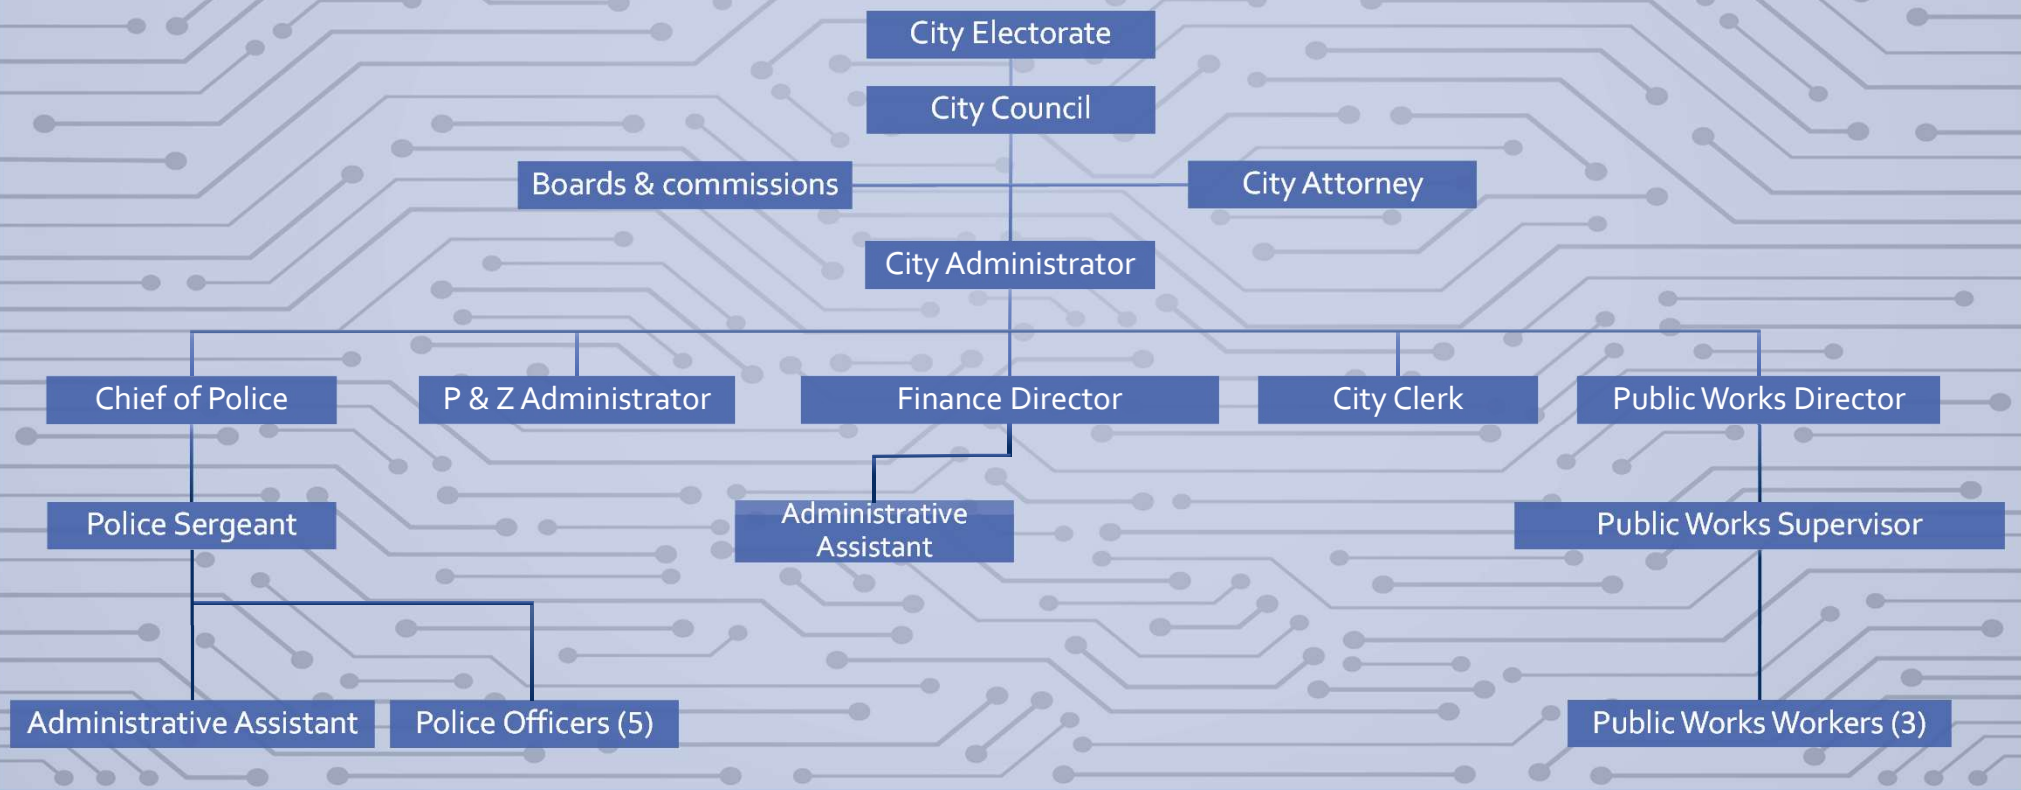 City Electorate
City Council
Boards & commissions
City Attorney
City Administrator
Chief of Police
P & Z Administrator
Finance Director
City Clerk
Public Works Director
Police Sergeant
Administrative
Assistant
Public Works Supervisor
Administrative Assistant
Police Officers (5)
Public Works Workers (3)